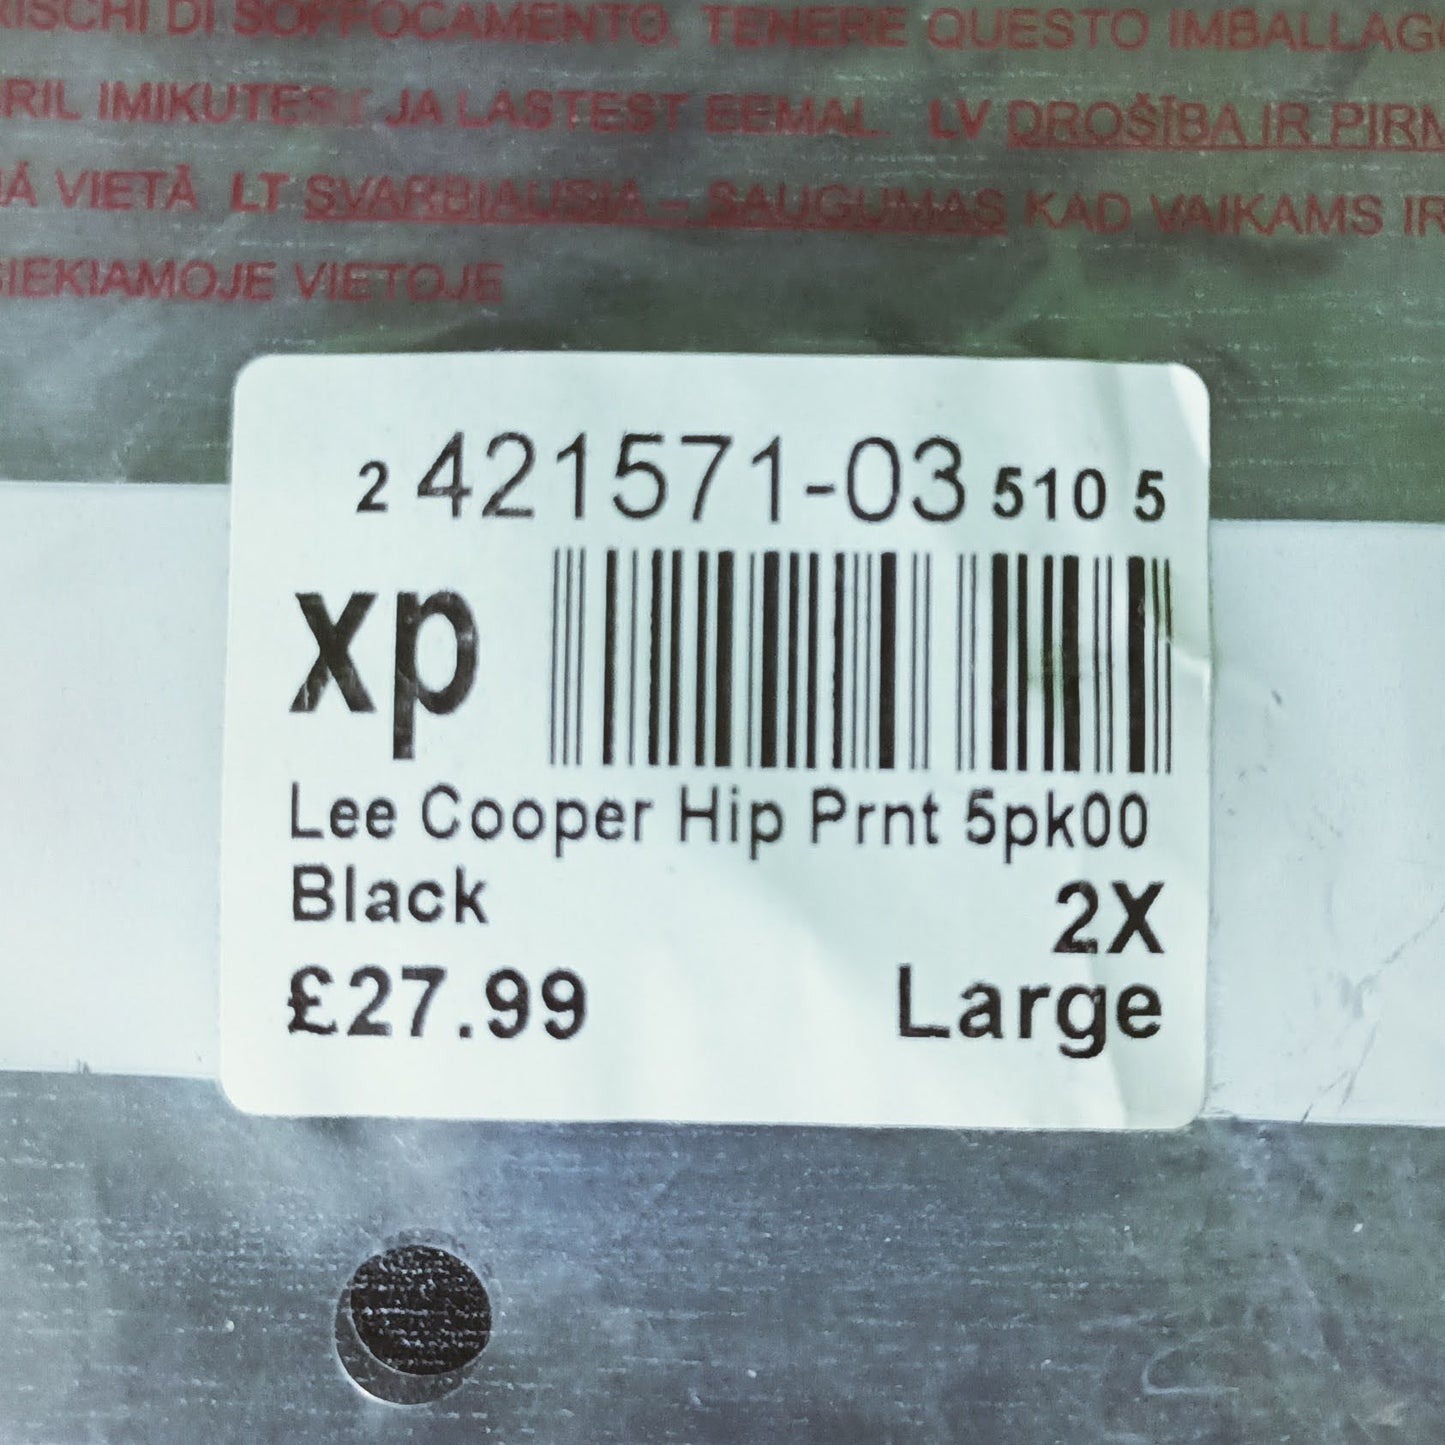 RISCHI DI SOFFOCAMENTO. TENERE QUESTO IMBALLAGG
RIL IMIKUTEST JA LASTEST EEMAL. LV DROŠĪBA IR PIRM
VIETĀ LT SVARBIAUSIA – SAUGUMAS KAD VAIKAMS IR
SIEKIAMOJE VIETOJE
2 421571-03 510 5
xp
Lee Cooper Hip Prnt 5pk00
Black 2X
£27.99 Large